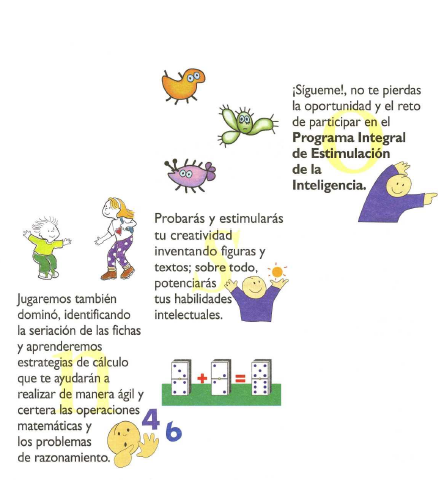 ¡Sígueme!, no te pierdas
la oportunidad y el reto
de participar en el
Programa Integral
de Estimulación
de la
Inteligencia.
o
Probarás y estimularás
tu creatividad
inventando figuras y
textos; sobre todo,
potenciarás
tus habilidades
intelectuales.
s
Jugaremos también
dominó, identificando
la seriación de las fichas
y aprenderemos
estrategias de cálculo
que te ayudarán a
realizar de manera ágil y
certera las operaciones
matemáticas y
los problemas
de razonamiento.
n
+ =
4
6